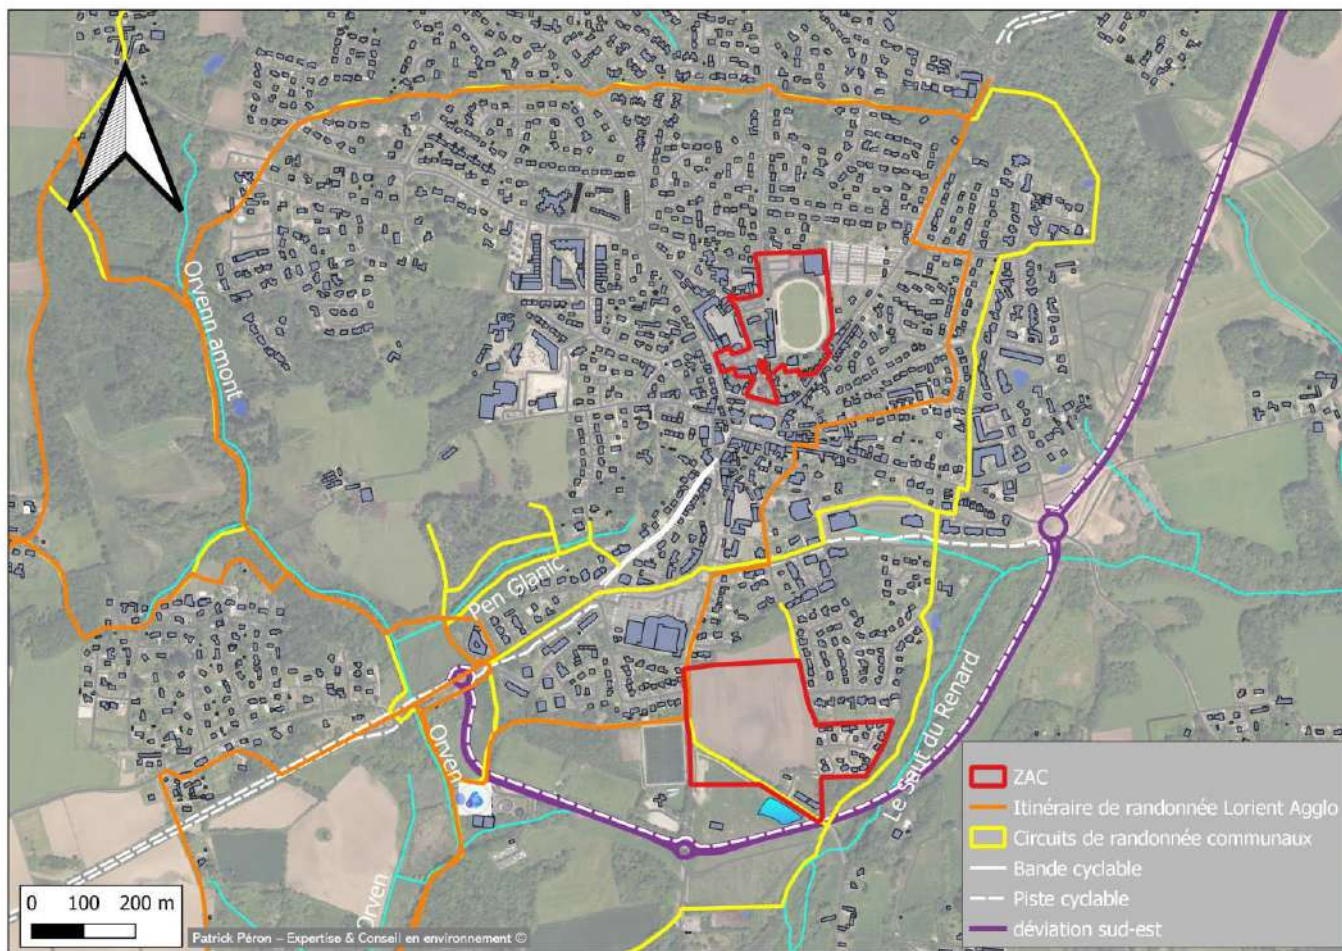 Orvenn amont
Pen Glanic
Orven
Le Saut du Renard
Orven
ZAC
Itinéraire de randonnée Lorient Agglo
Circuits de randonnée communaux
Bande cyclable
Piste cyclable
déviation sud-est
0 100 200 m
Patrick Péron – Expertise & Conseil en environnement ©